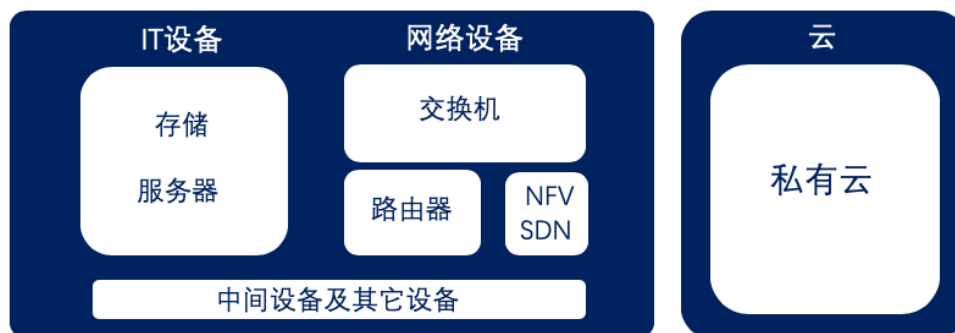 IT设备
存储
服务器
网络设备
交换机
路由器
NFV
SDN
中间设备及其它设备
云
私有云